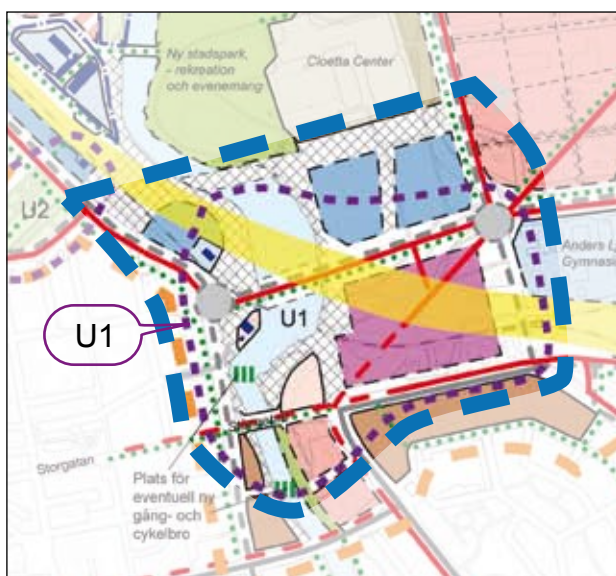 Ny stadspark,
- rekreation
och evenemang
Cloetta Center
U2
Anders L
Gymnasi
U1
U1
Storgatan
Plats för
eventuell ny
gång- och
cykelbro